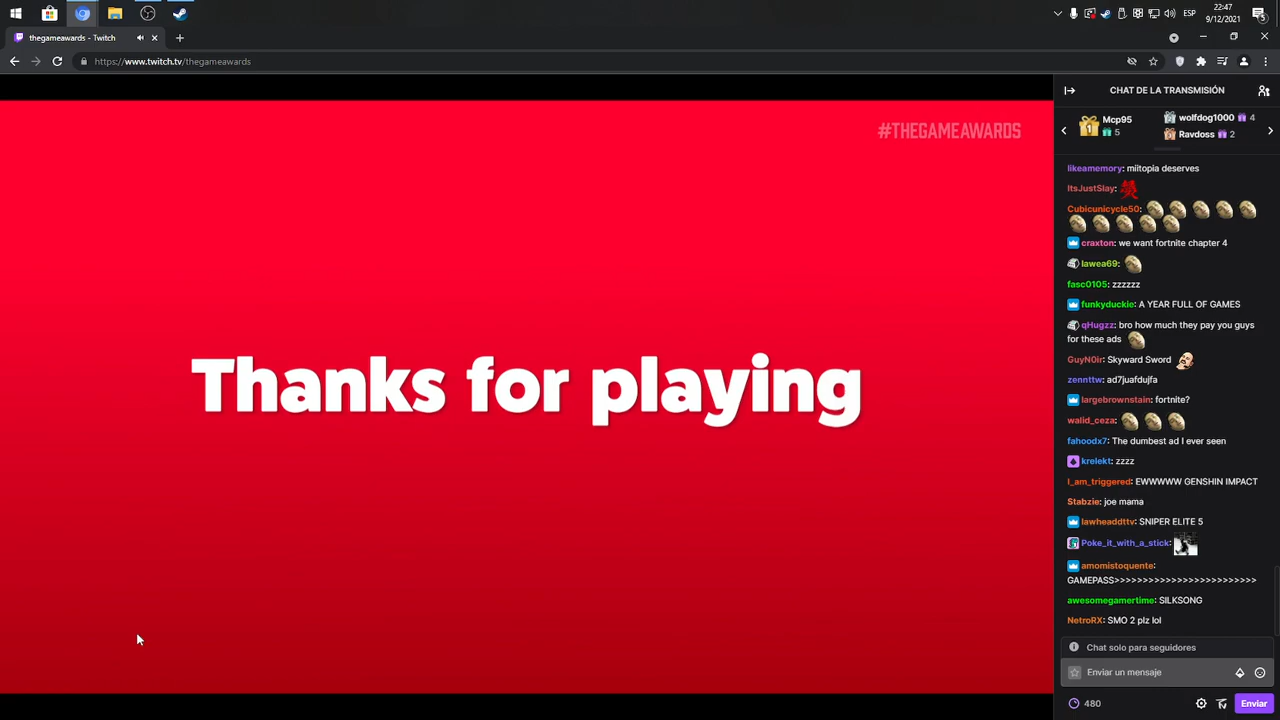 ESP
22:47
9/12/2021
5
thegameawards - Twitch
https://www.twitch.tv/thegameawards
#THEGAMEAWARDS
Thanks for playing
CHAT DE LA TRANSMISIÓN
1
Mcp95
5
wolfdog1000 4
Ravdoss 2
likeamemory: miitopia deserves
ItsJustSlay:
Cubicunicycle50:
craxton: we want fortnite chapter 4
lawea69:
fasc0105: zzzzzz
funkyduckie: A YEAR FULL OF GAMES
qHugzz: bro how much they pay you guys
for these ads
GuyN0ir: Skyward Sword
zennttw: ad7juafdujfa
largebrownstain: fortnite?
walid_ceza:
fahoodx7: The dumbest ad I ever seen
krelekt: zzzz
I_am_triggered: EWWWWW GENSHIN IMPACT
Stabzie: joe mama
lawheaddttv: SNIPER ELITE 5
Poke_it_with_a_stick:
amomistoquente:
GAMEPASS>>>>>>>>>>>>>>>>>>>>>>>>>
awesomegamertime: SILKSONG
NetroRX: SMO 2 plz lol
Chat solo para seguidores
Enviar un mensaje
480
Enviar